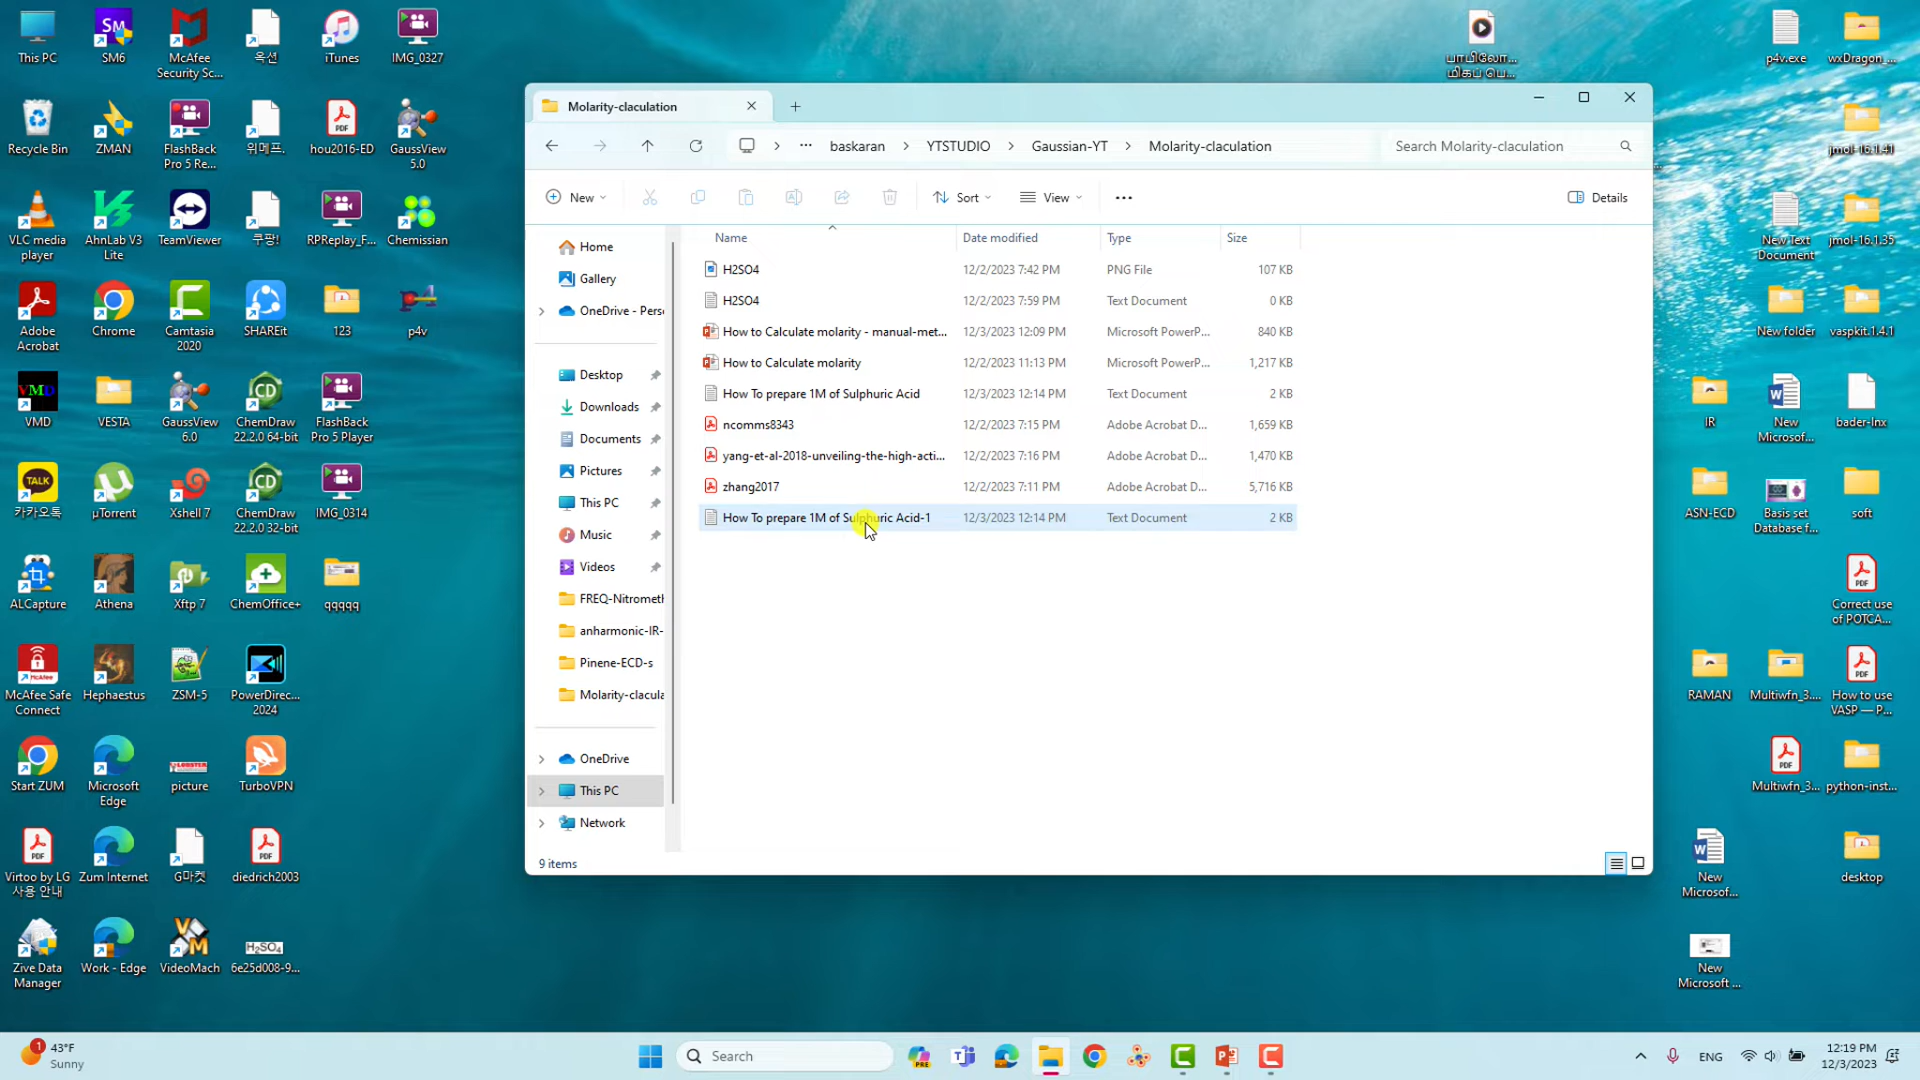 This PC
SM6
McAfee
Security Sc...
옥션
iTunes
IMG_0327
Recycle Bin
ZMAN
FlashBack
Pro 5 Re...
위메프.
hou2016-ED
GaussView
5.0
VLC media
player
AhnLab V3
Lite
TeamViewer
쿠팡!
RPReplay_F...
Chemissian
Adobe
Acrobat
Chrome
Camtasia
2020
SHAREit
123
p4v
VMD
VESTA
GaussView
6.0
ChemDraw
22.2.0 64-bit
FlashBack
Pro 5 Player
카카오톡
µTorrent
Xshell 7
ChemDraw
22.2.0 32-bit
IMG_0314
ALCapture
Athena
Xftp 7
ChemOffice+
qqqqq
McAfee Safe
Connect
Hephaestus
ZSM-5
PowerDirec...
2024
Start ZUM
Microsoft
Edge
picture
TurboVPN
Virtoo by LG
사용 안내
Zum Internet
G마켓
diedrich2003
Zive Data
Manager
Work - Edge
VideoMach
H₂SO₄
6e25d008-9...
Molarity-claculation
... baskaran > YTSTUDIO > Gaussian-YT > Molarity-claculation
Search Molarity-claculation
New
Sort
View
...
Details
Home
Gallery
OneDrive - Perso
Desktop
Downloads
Documents
Pictures
This PC
Music
Videos
FREQ-Nitrometh
anharmonic-IR-
Pinene-ECD-s
Molarity-clacula
OneDrive
This PC
Network
Name Date modified Type Size
H2SO4 12/2/2023 7:42 PM PNG File 107 KB
H2SO4 12/2/2023 7:59 PM Text Document 0 KB
How to Calculate molarity - manual-met... 12/3/2023 12:09 PM Microsoft PowerP... 840 KB
How to Calculate molarity 12/2/2023 11:13 PM Microsoft PowerP... 1,217 KB
How To prepare 1M of Sulphuric Acid 12/3/2023 12:14 PM Text Document 2 KB
ncomms8343 12/2/2023 7:15 PM Adobe Acrobat D... 1,659 KB
yang-et-al-2018-unveiling-the-high-acti... 12/2/2023 7:16 PM Adobe Acrobat D... 1,470 KB
zhang2017 12/2/2023 7:11 PM Adobe Acrobat D... 5,716 KB
How To prepare 1M of Sulphuric Acid-1 12/3/2023 12:14 PM Text Document 2 KB
9 items
பாபிலோ...
மிகப் பெ...
p4v.exe
wxDragon_...
jmol-16.1.41
New Text
Document
jmol-16.1.35
New folder
vaspkit.1.4.1
IR
New
Microsof...
bader-lnx
ASN-ECD
Basis set
Database f...
soft
Correct use
of POTCA...
RAMAN
Multiwfn_3....
How to use
VASP — P...
Multiwfn_3...
python-inst...
New
Microsof...
desktop
New
Microsoft ...
1
43°F
Sunny
Search
ENG
12:19 PM
12/3/2023